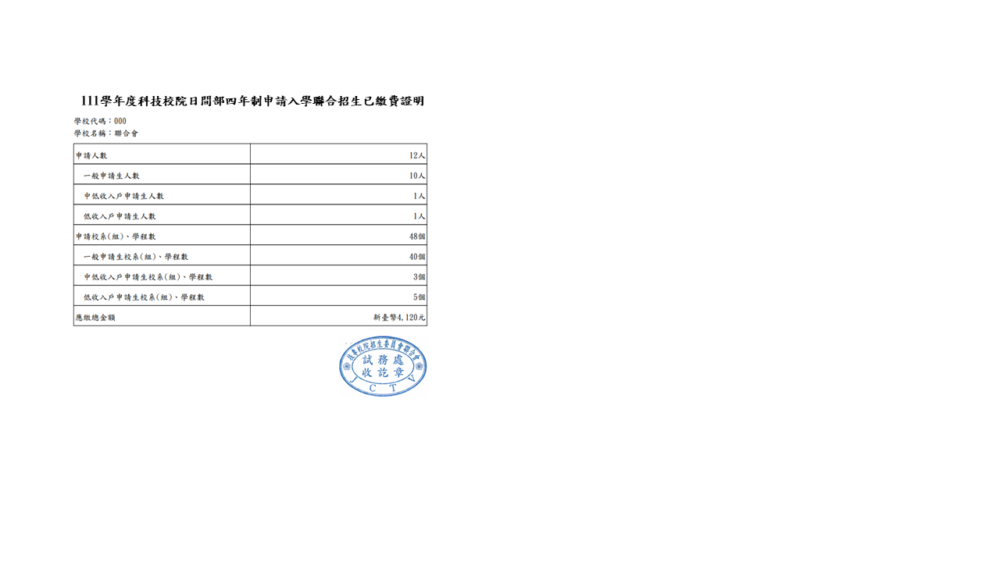 111學年度科技校院日間部四年制申請入學聯合招生已繳費證明
學校代碼：000
學校名稱：聯合會
申請人數 12人
一般申請生人數 10人
中低收入戶申請生人數 1人
低收入戶申請生人數 1人
申請校系(組)、學程數 48個
一般申請生校系(組)、學程數 40個
中低收入戶申請生校系(組)、學程數 3個
低收入戶申請生校系(組)、學程數 5個
應繳總金額 新臺幣4,120元
技專校院招生委員會聯合會
試務處
收訖章
JCTV